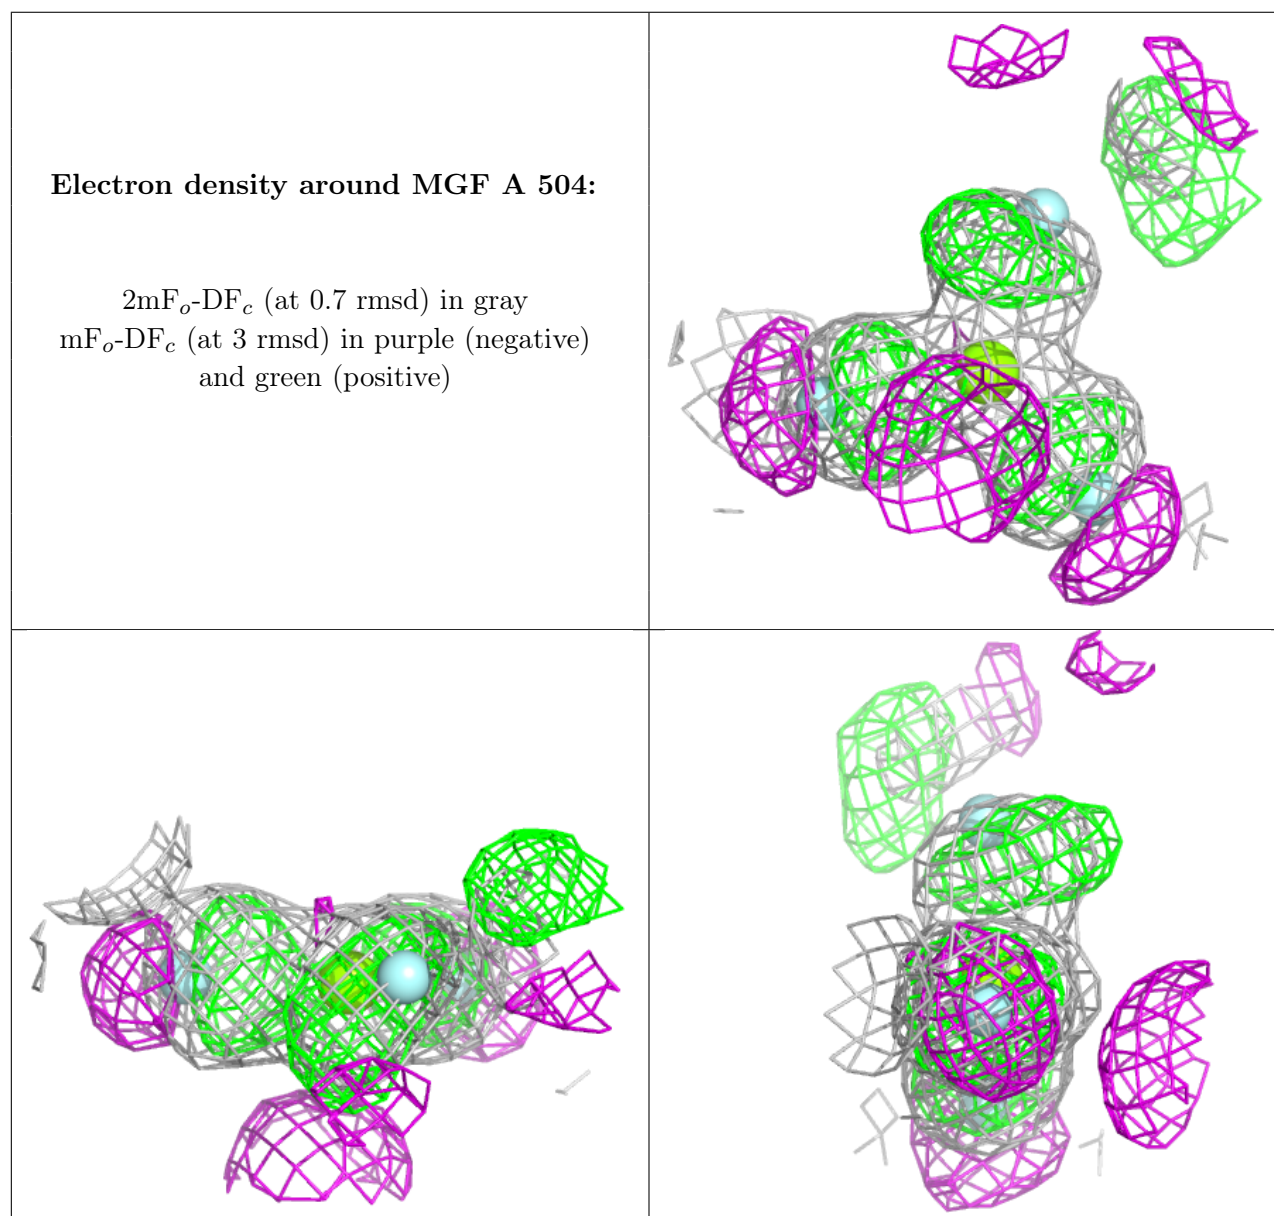 Electron density around MGF A 504:
2mFo-DFc (at 0.7 rmsd) in gray
mFo-DFc (at 3 rmsd) in purple (negative)
and green (positive)